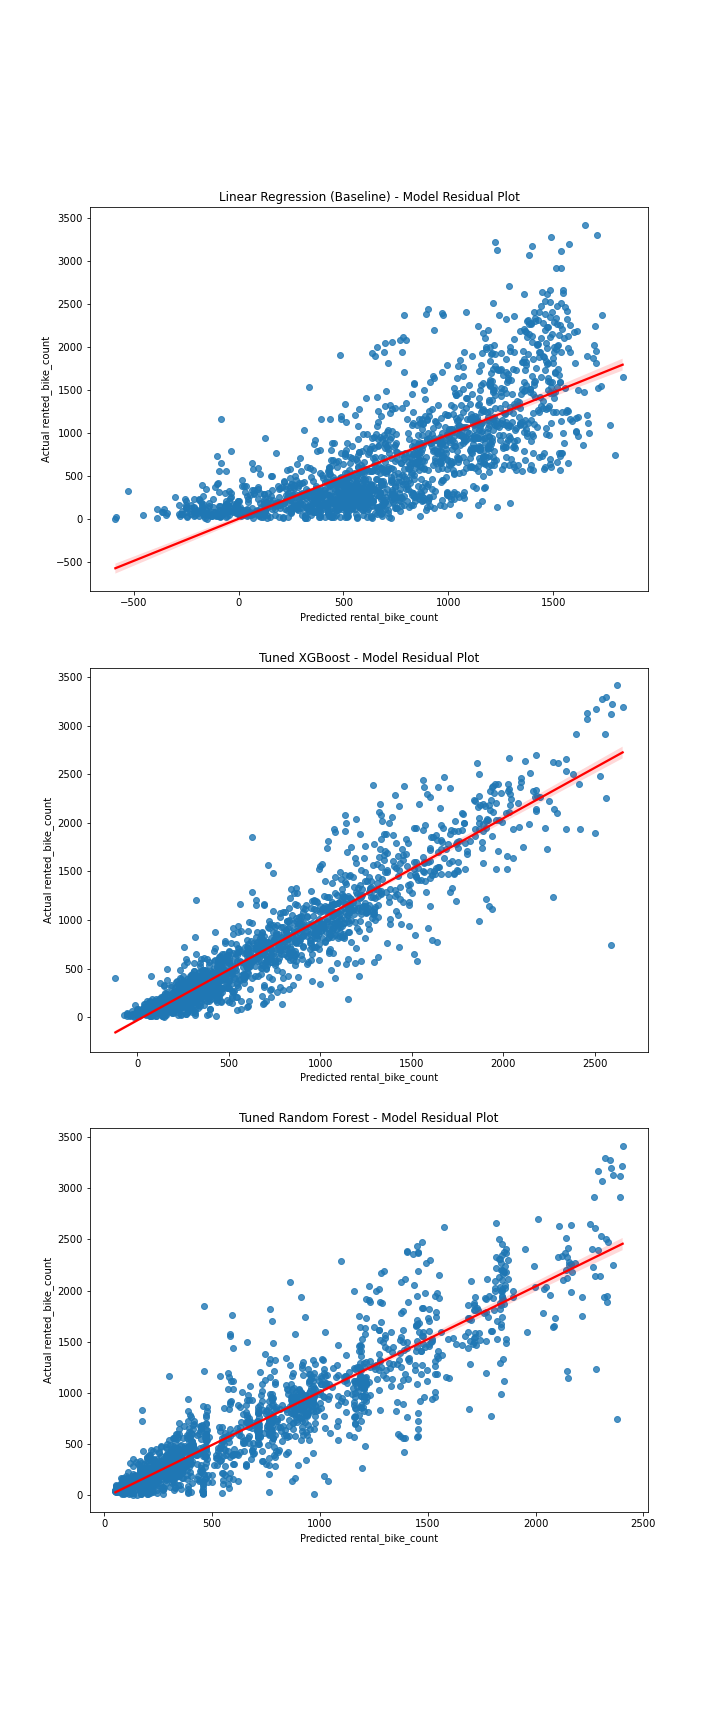 Linear Regression (Baseline) - Model Residual Plot
3500
3000
2500
2000
1500
1000
500
0
−500
Actual rented_bike_count
−500 0 500 1000 1500
Predicted rental_bike_count
Tuned XGBoost - Model Residual Plot
3500
3000
2500
2000
1500
1000
500
0
Actual rented_bike_count
0 500 1000 1500 2000 2500
Predicted rental_bike_count
Tuned Random Forest - Model Residual Plot
3500
3000
2500
2000
1500
1000
500
0
Actual rented_bike_count
0 500 1000 1500 2000 2500
Predicted rental_bike_count